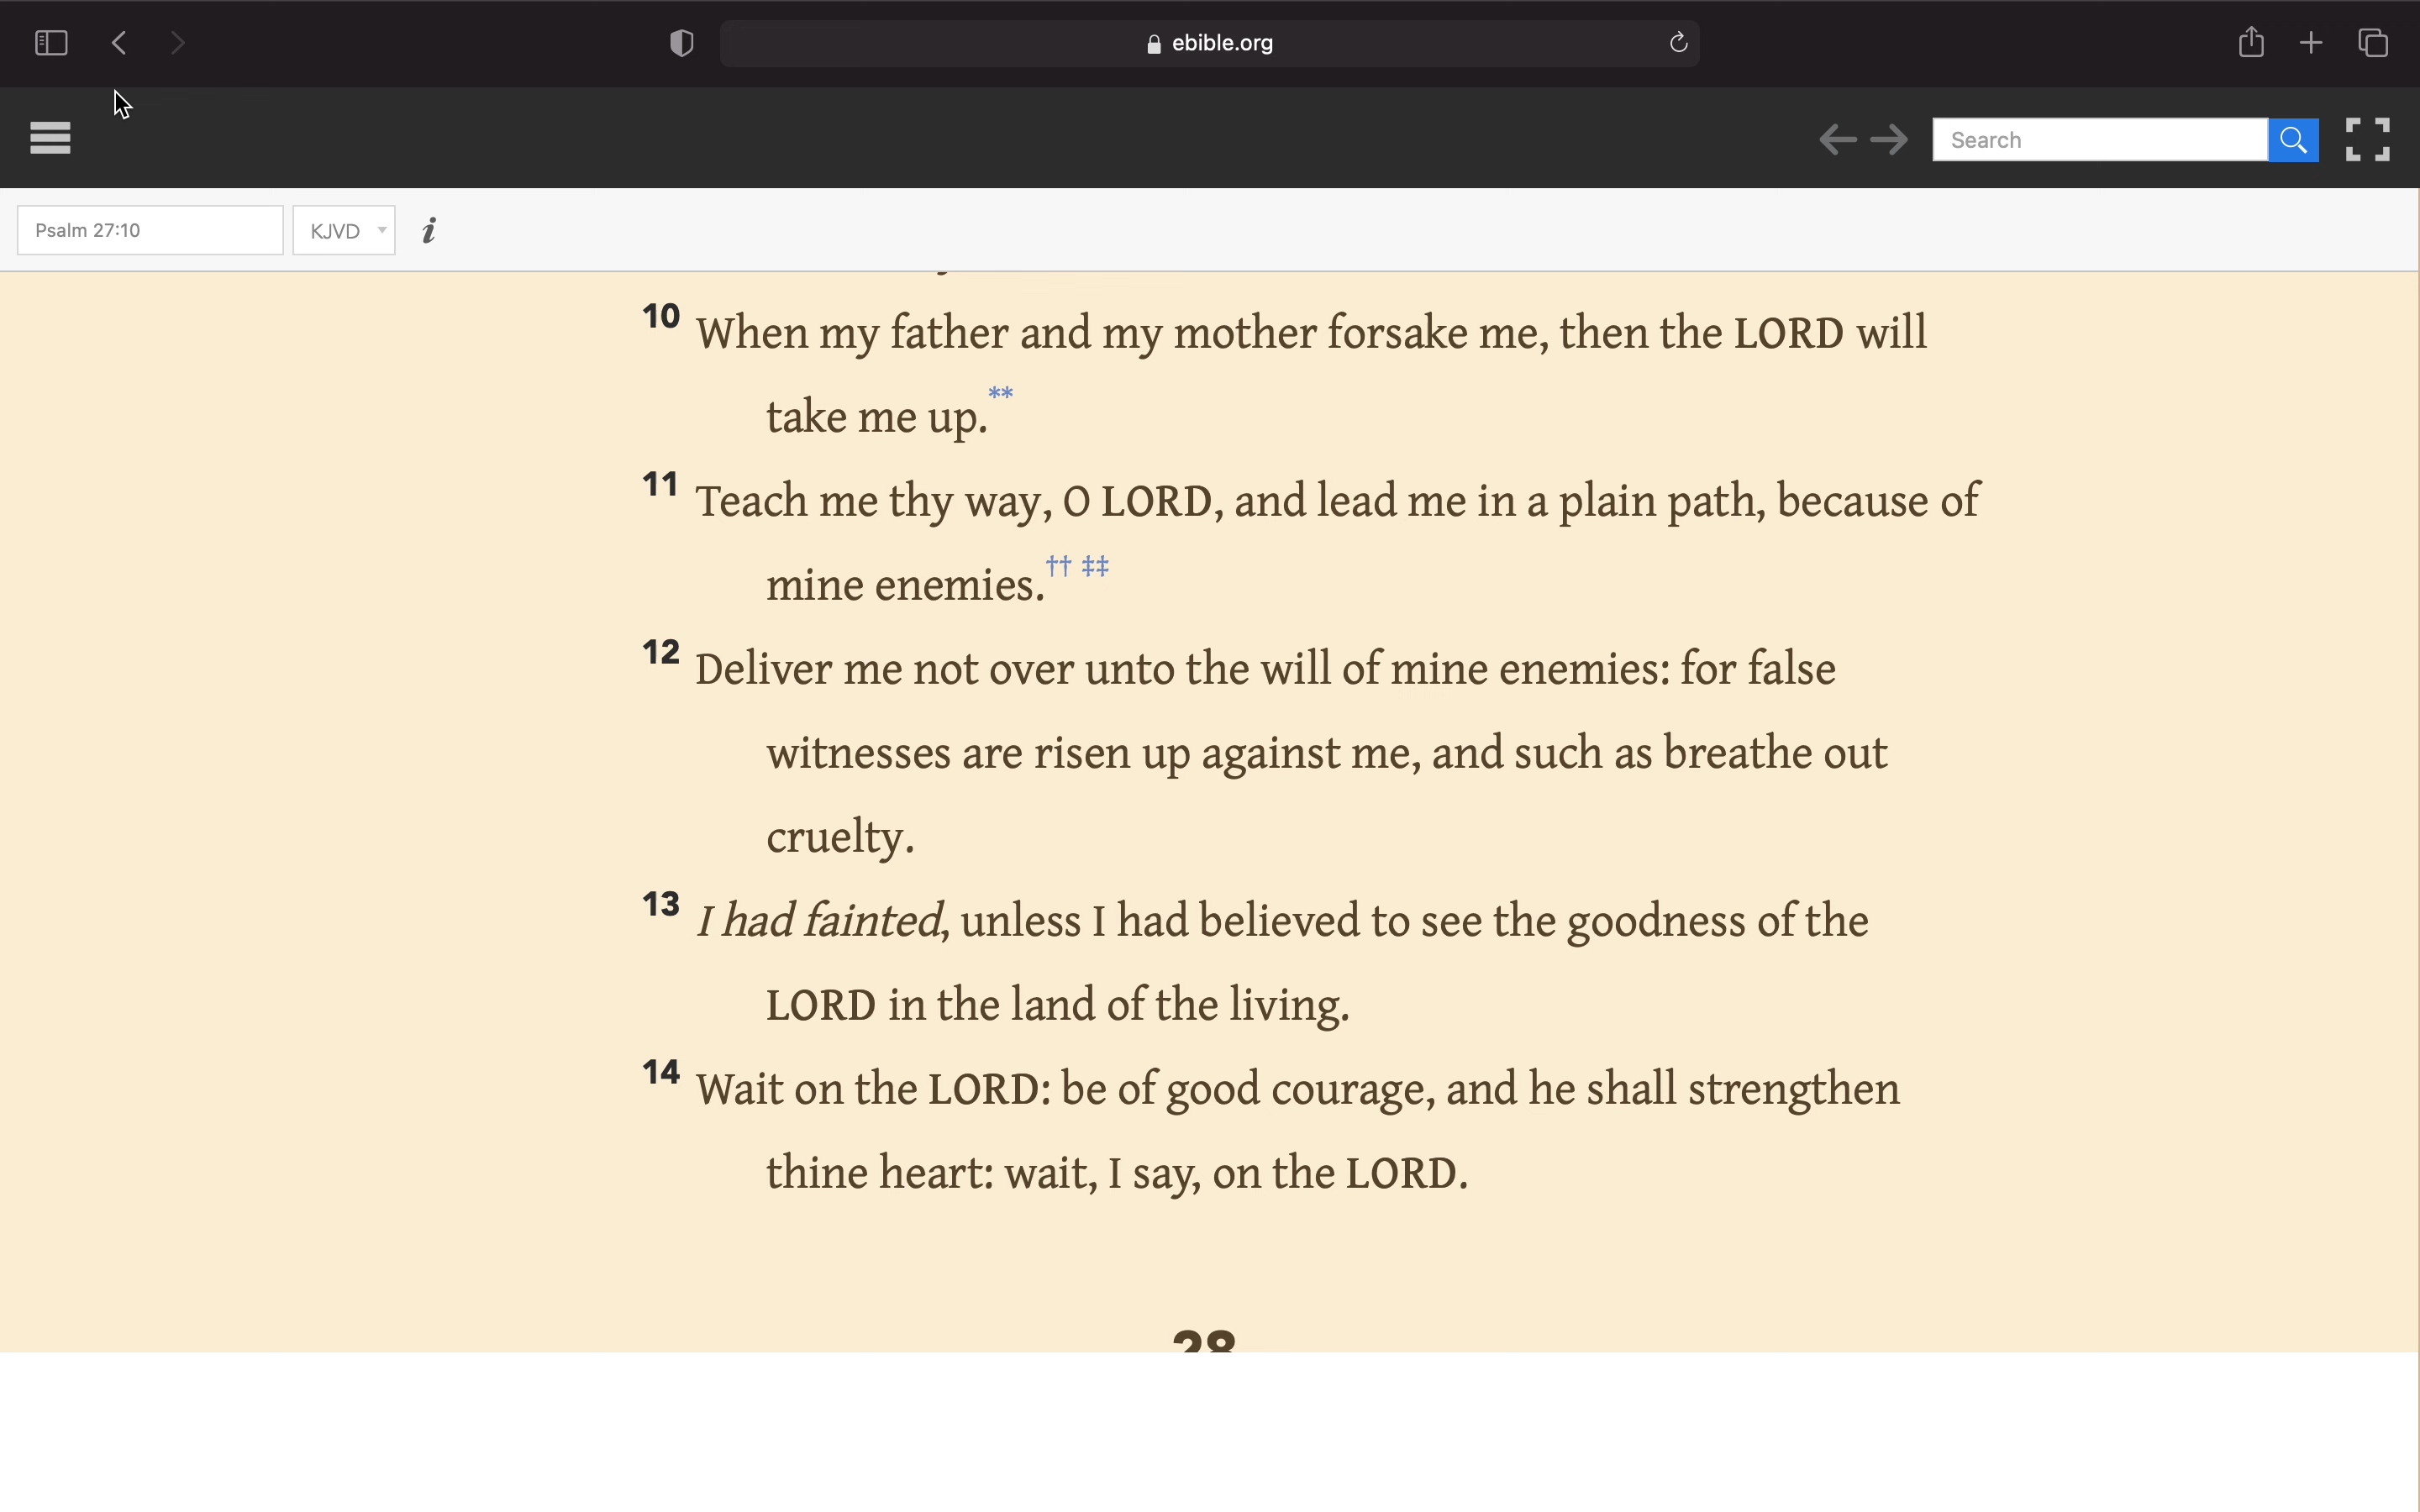 ebible.org
Search
Psalm 27:10
KJVD
i
10 When my father and my mother forsake me, then the LORD will
take me up.**
11 Teach me thy way, O LORD, and lead me in a plain path, because of
mine enemies.†† ‡‡
12 Deliver me not over unto the will of mine enemies: for false
witnesses are risen up against me, and such as breathe out
cruelty.
13 I had fainted, unless I had believed to see the goodness of the
LORD in the land of the living.
14 Wait on the LORD: be of good courage, and he shall strengthen
thine heart: wait, I say, on the LORD.
28